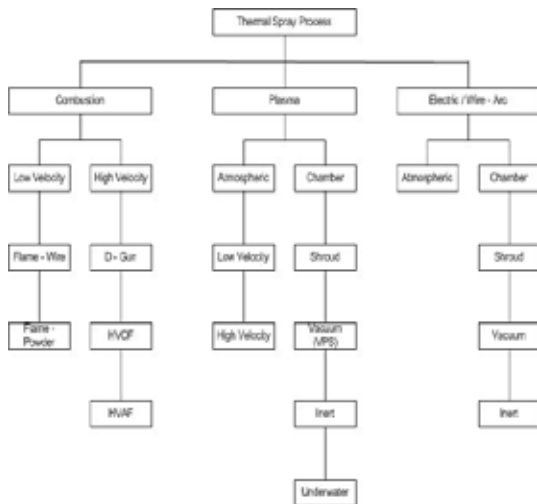 Thermal Spray Process
Combustion
Plasma
Electric / Wire - Arc
Low Velocity
High Velocity
Atmospheric
Chamber
Atmospheric
Chamber
Flame - Wire
D - Gun
Low Velocity
Shroud
Shroud
Flame -
Powder
HVOF
High Velocity
Vacuum
(VPS)
Vacuum
HVAF
Inert
Inert
Underwater